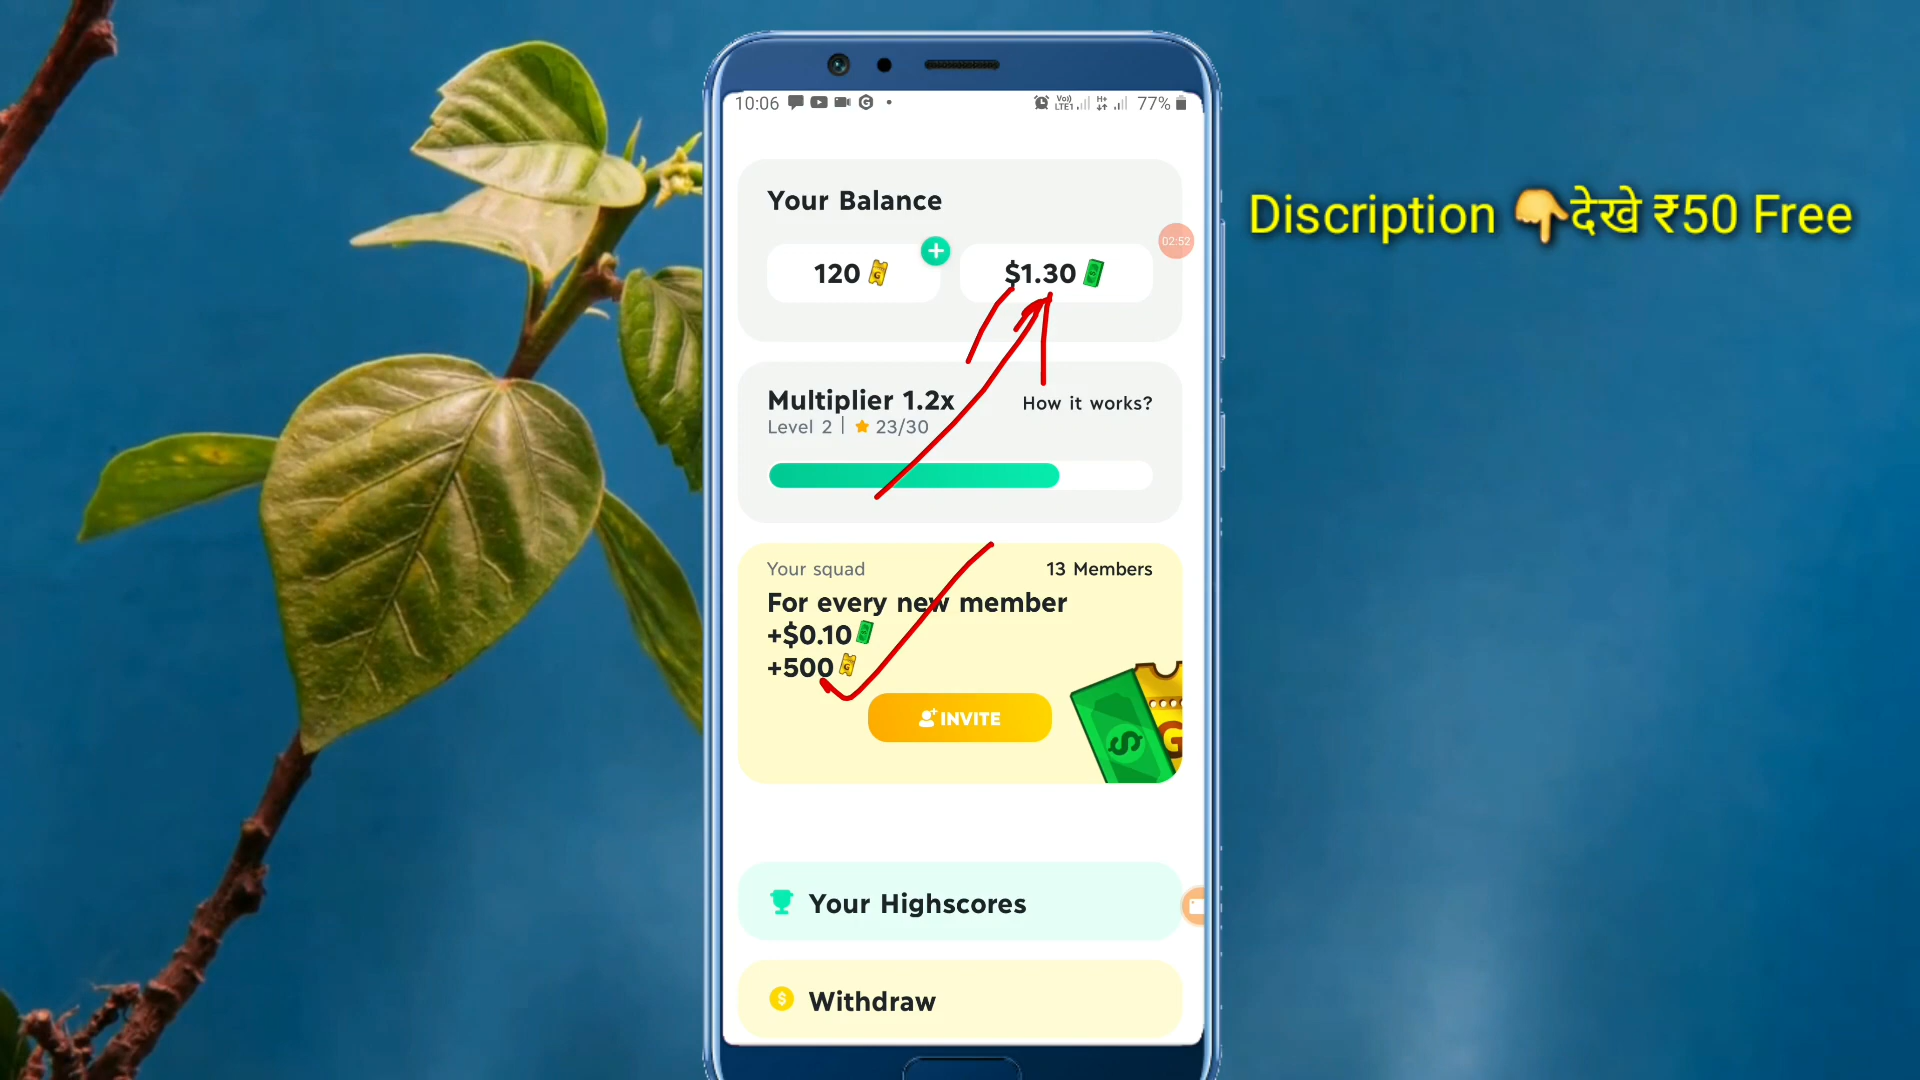 10:06
LTE1
77%
Your Balance
120
$1.30
02:52
Discription 👇देखे ₹50 Free
Multiplier 1.2x
How it works?
Level 2 | 23/30
Your squad
13 Members
For every new member
+$0.10
+500
INVITE
Your Highscores
Withdraw